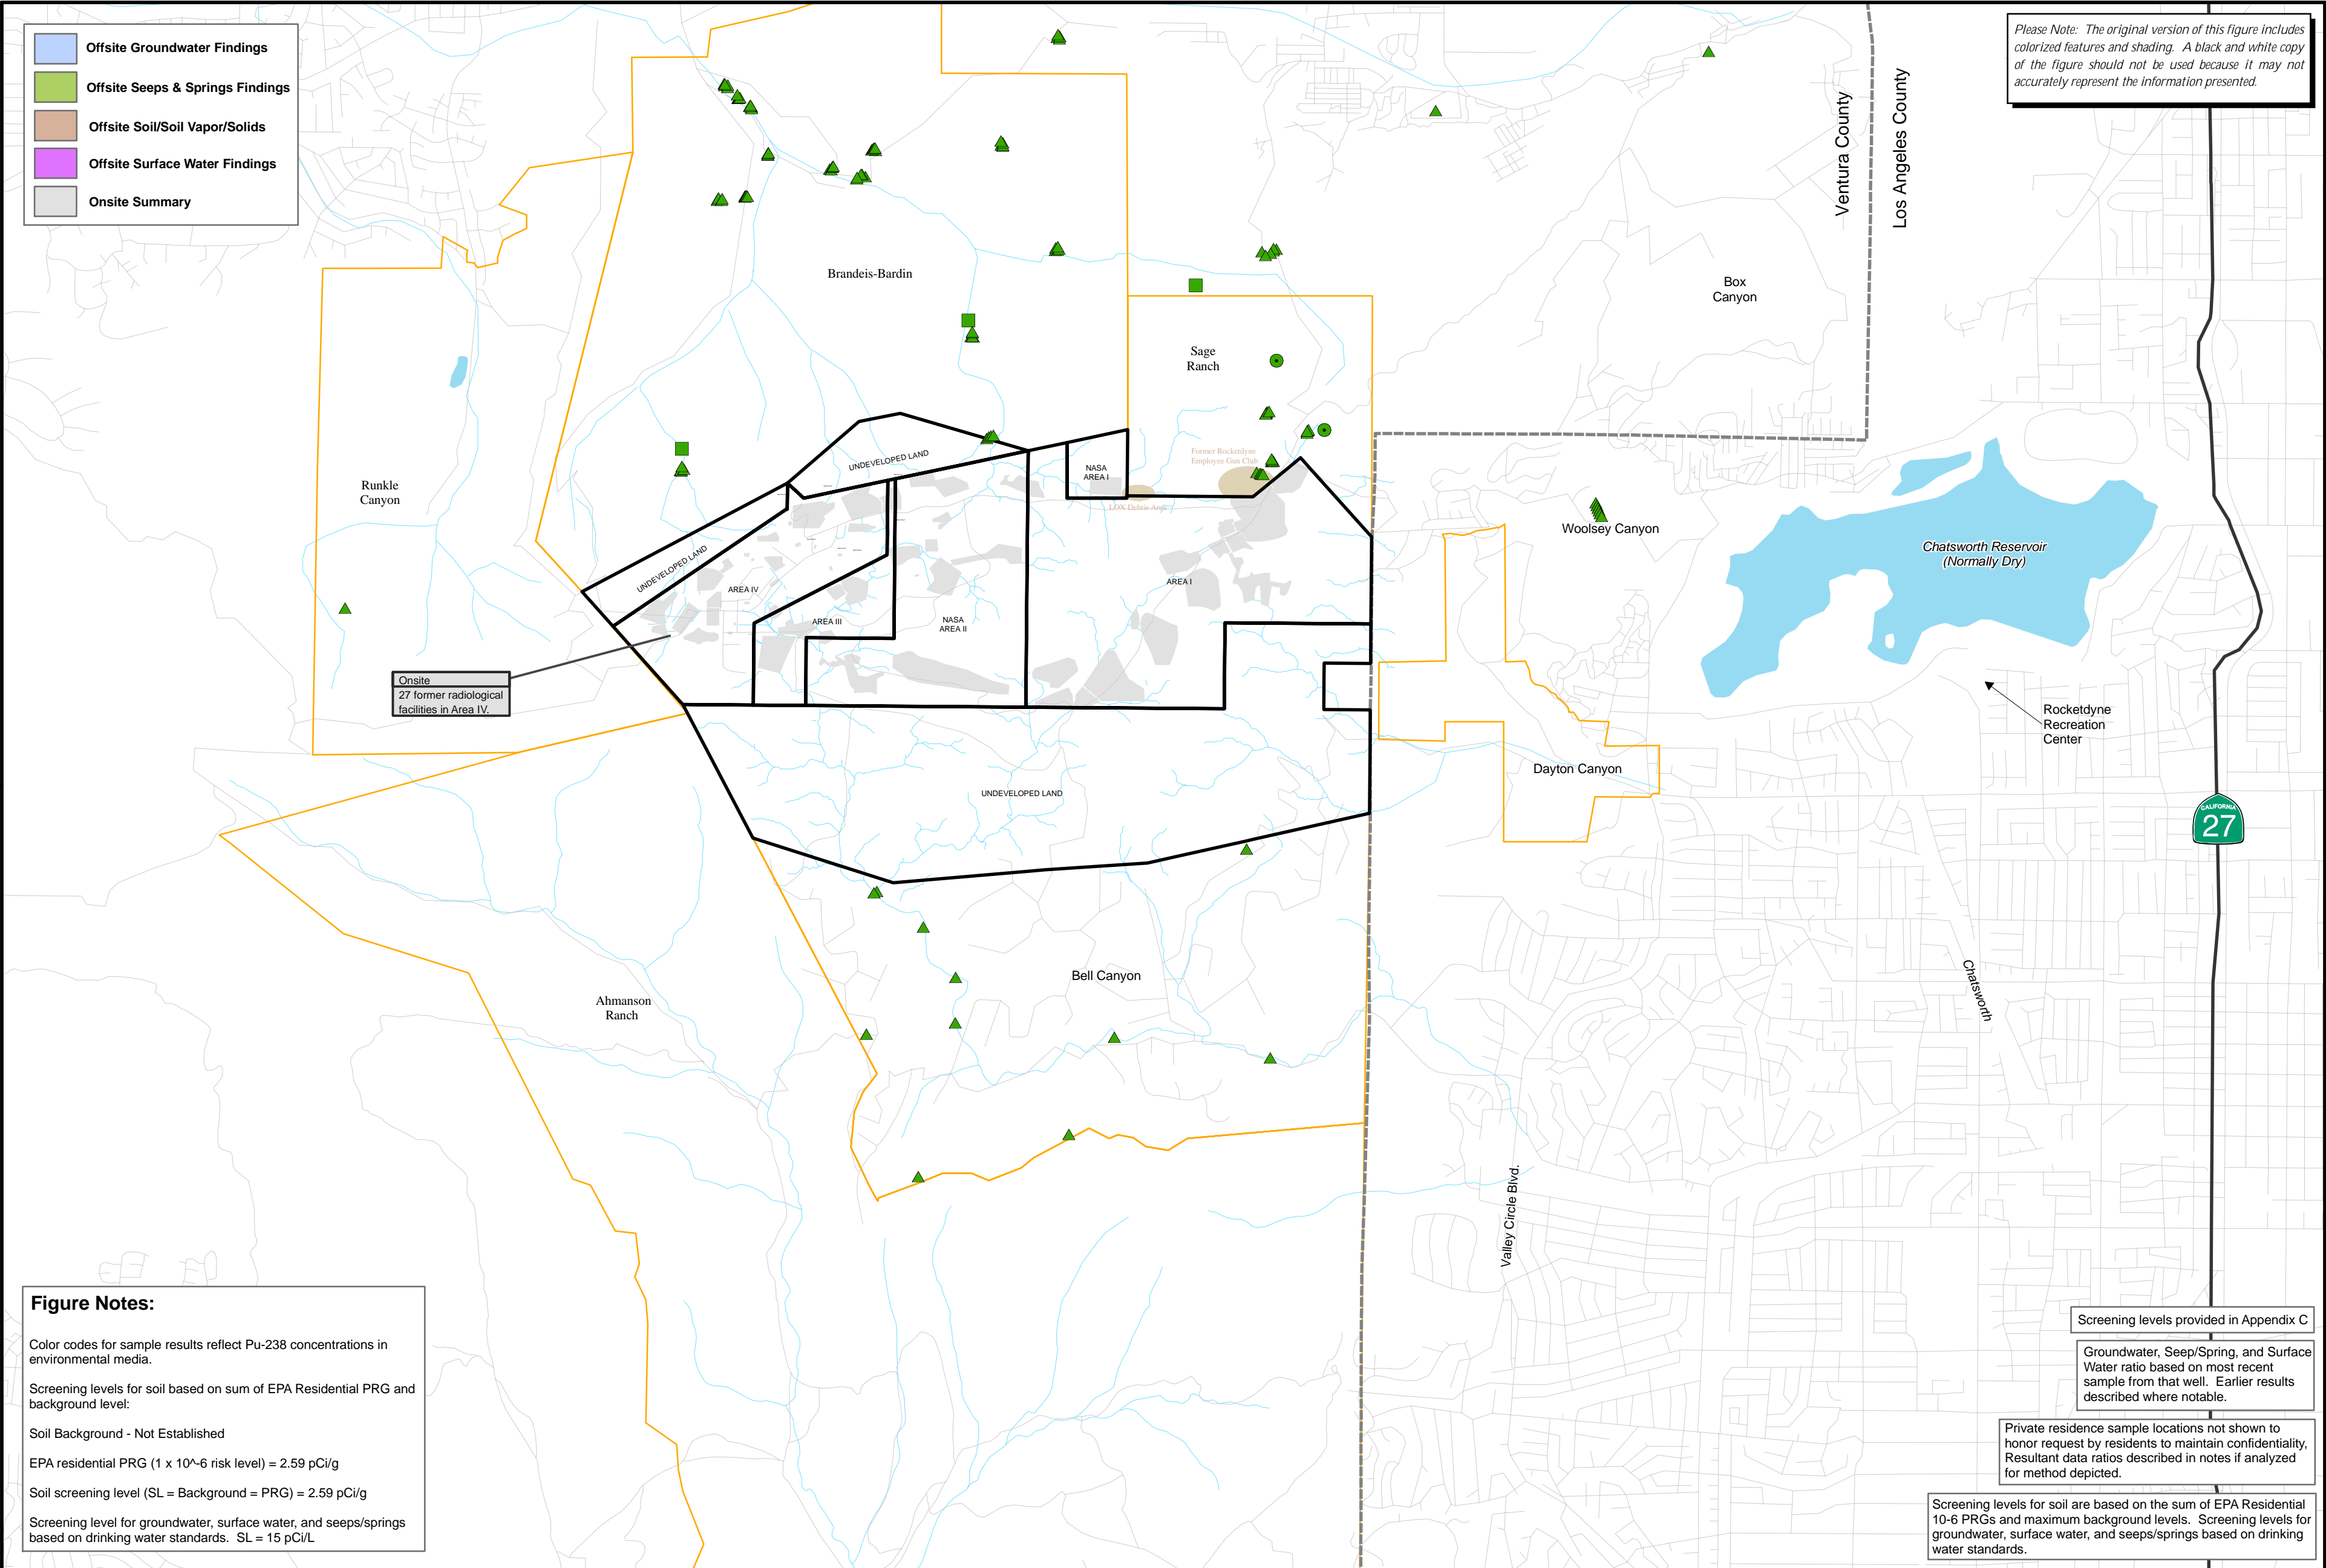 Offsite Groundwater Findings
Offsite Seeps & Springs Findings
Offsite Soil/Soil Vapor/Solids
Offsite Surface Water Findings
Onsite Summary
Please Note: The original version of this figure includes
colorized features and shading. A black and white copy
of the figure should not be used because it may not
accurately represent the information presented.
Ventura County
Los Angeles County
Brandeis-Bardin
Box
Canyon
Sage
Ranch
Runkle
Canyon
UNDEVELOPED LAND
Former Rocketdyne
Employee Gun Club
NASA
AREA I
LOX Debris Area
Woolsey Canyon
Chatsworth Reservoir
(Normally Dry)
UNDEVELOPED LAND
AREA IV
AREA III
NASA
AREA II
AREA I
Onsite
27 former radiological
facilities in Area IV.
Rocketdyne
Recreation
Center
Dayton Canyon
UNDEVELOPED LAND
CALIFORNIA
27
Bell Canyon
Ahmanson
Ranch
Chatsworth
Valley Circle Blvd.
Figure Notes:
Color codes for sample results reflect Pu-238 concentrations in
environmental media.
Screening levels for soil based on sum of EPA Residential PRG and
background level:
Soil Background - Not Established
EPA residential PRG (1 x 10^-6 risk level) = 2.59 pCi/g
Soil screening level (SL = Background = PRG) = 2.59 pCi/g
Screening level for groundwater, surface water, and seeps/springs
based on drinking water standards. SL = 15 pCi/L
Screening levels provided in Appendix C
Groundwater, Seep/Spring, and Surface
Water ratio based on most recent
sample from that well. Earlier results
described where notable.
Private residence sample locations not shown to
honor request by residents to maintain confidentiality,
Resultant data ratios described in notes if analyzed
for method depicted.
Screening levels for soil are based on the sum of EPA Residential
10-6 PRGs and maximum background levels. Screening levels for
groundwater, surface water, and seeps/springs based on drinking
water standards.